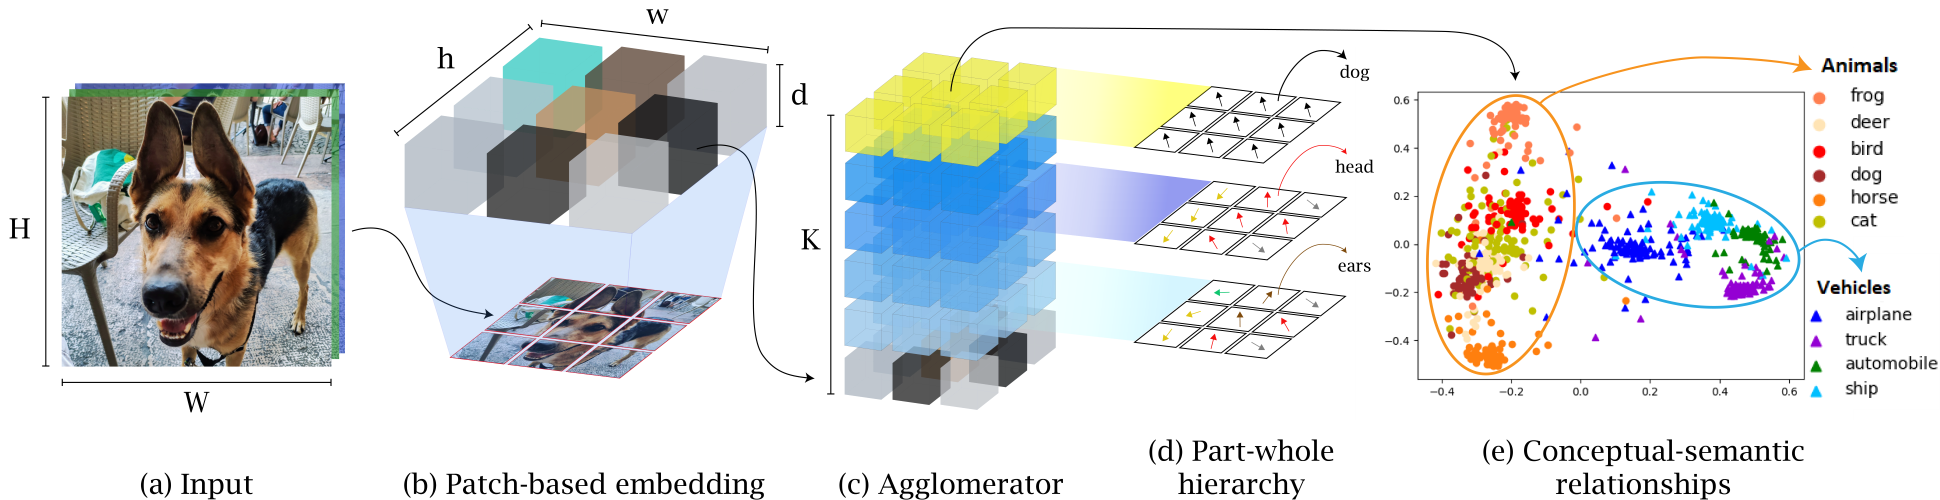 H
W
(a) Input
h
w
d
(b) Patch-based embedding
K
(c) Agglomerator
dog
head
ears
(d) Part-whole
hierarchy
0.6
0.4
0.2
0.0
−0.2
−0.4
−0.4
−0.2
0.0
0.2
0.4
0.6
Animals
frog
deer
bird
dog
horse
cat
Vehicles
airplane
truck
automobile
ship
(e) Conceptual-semantic
relationships